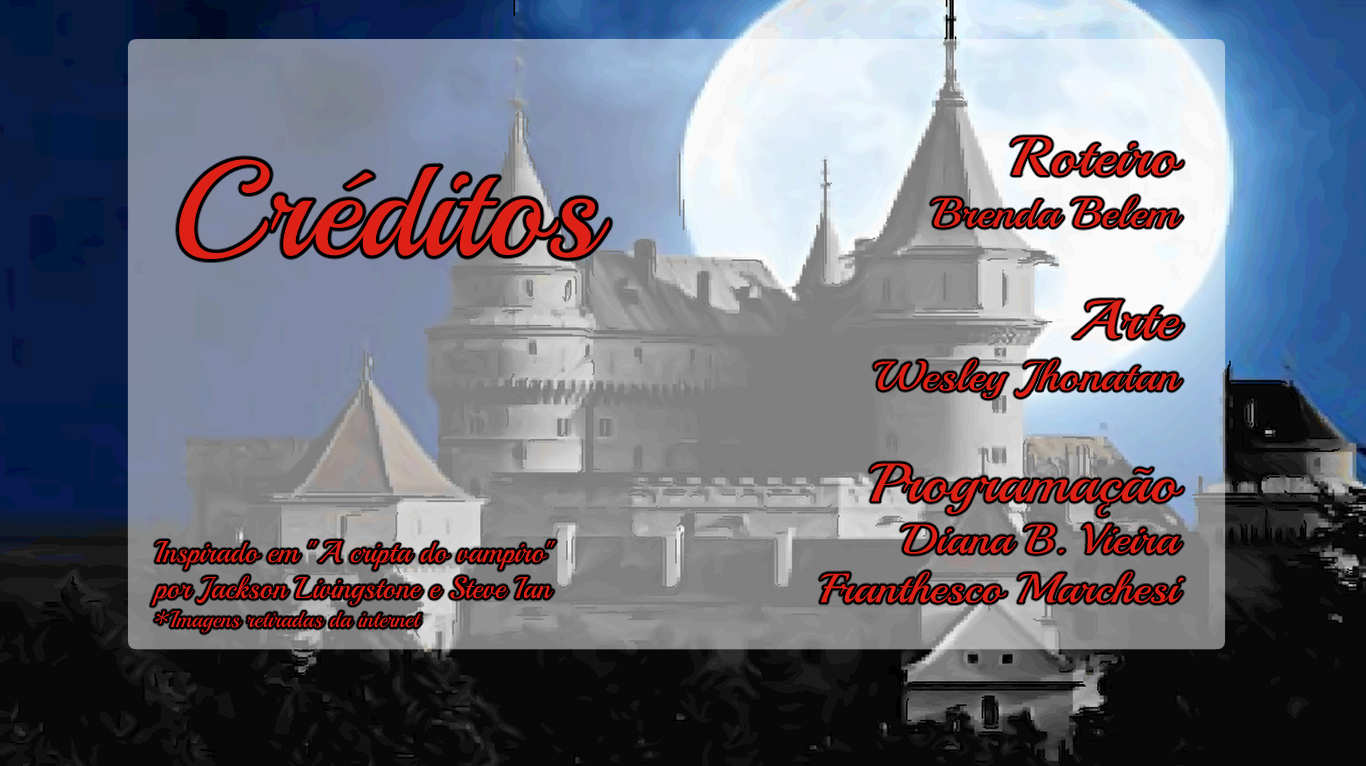 Créditos
Roteiro
Brenda Belem
Arte
Wesley Jhonatan
Programação
Diana B. Vieira
Franthesco Marchesi
Inspirado em "A cripta do vampiro"
por Jackson Livingstone e Steve Ian
*Imagens retiradas da internet